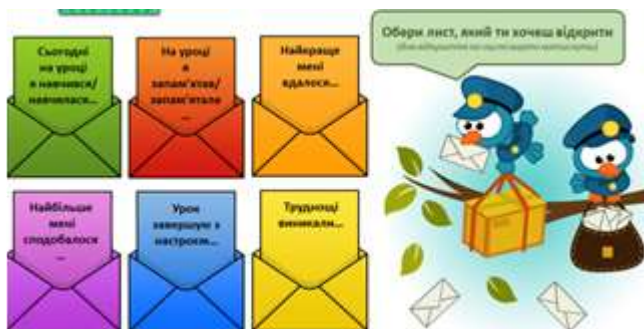 Сьогодні
на уроці
я навчився/
навчилася...
На уроці
я
запам'ятав/
запам'ятала
...
Найкраще
мені
вдалося...
Обери лист, який ти хочеш відкрити
Найбільше
мені
сподобалося
...
Урок
завершую з
настроєм...
Труднощі
виникали...